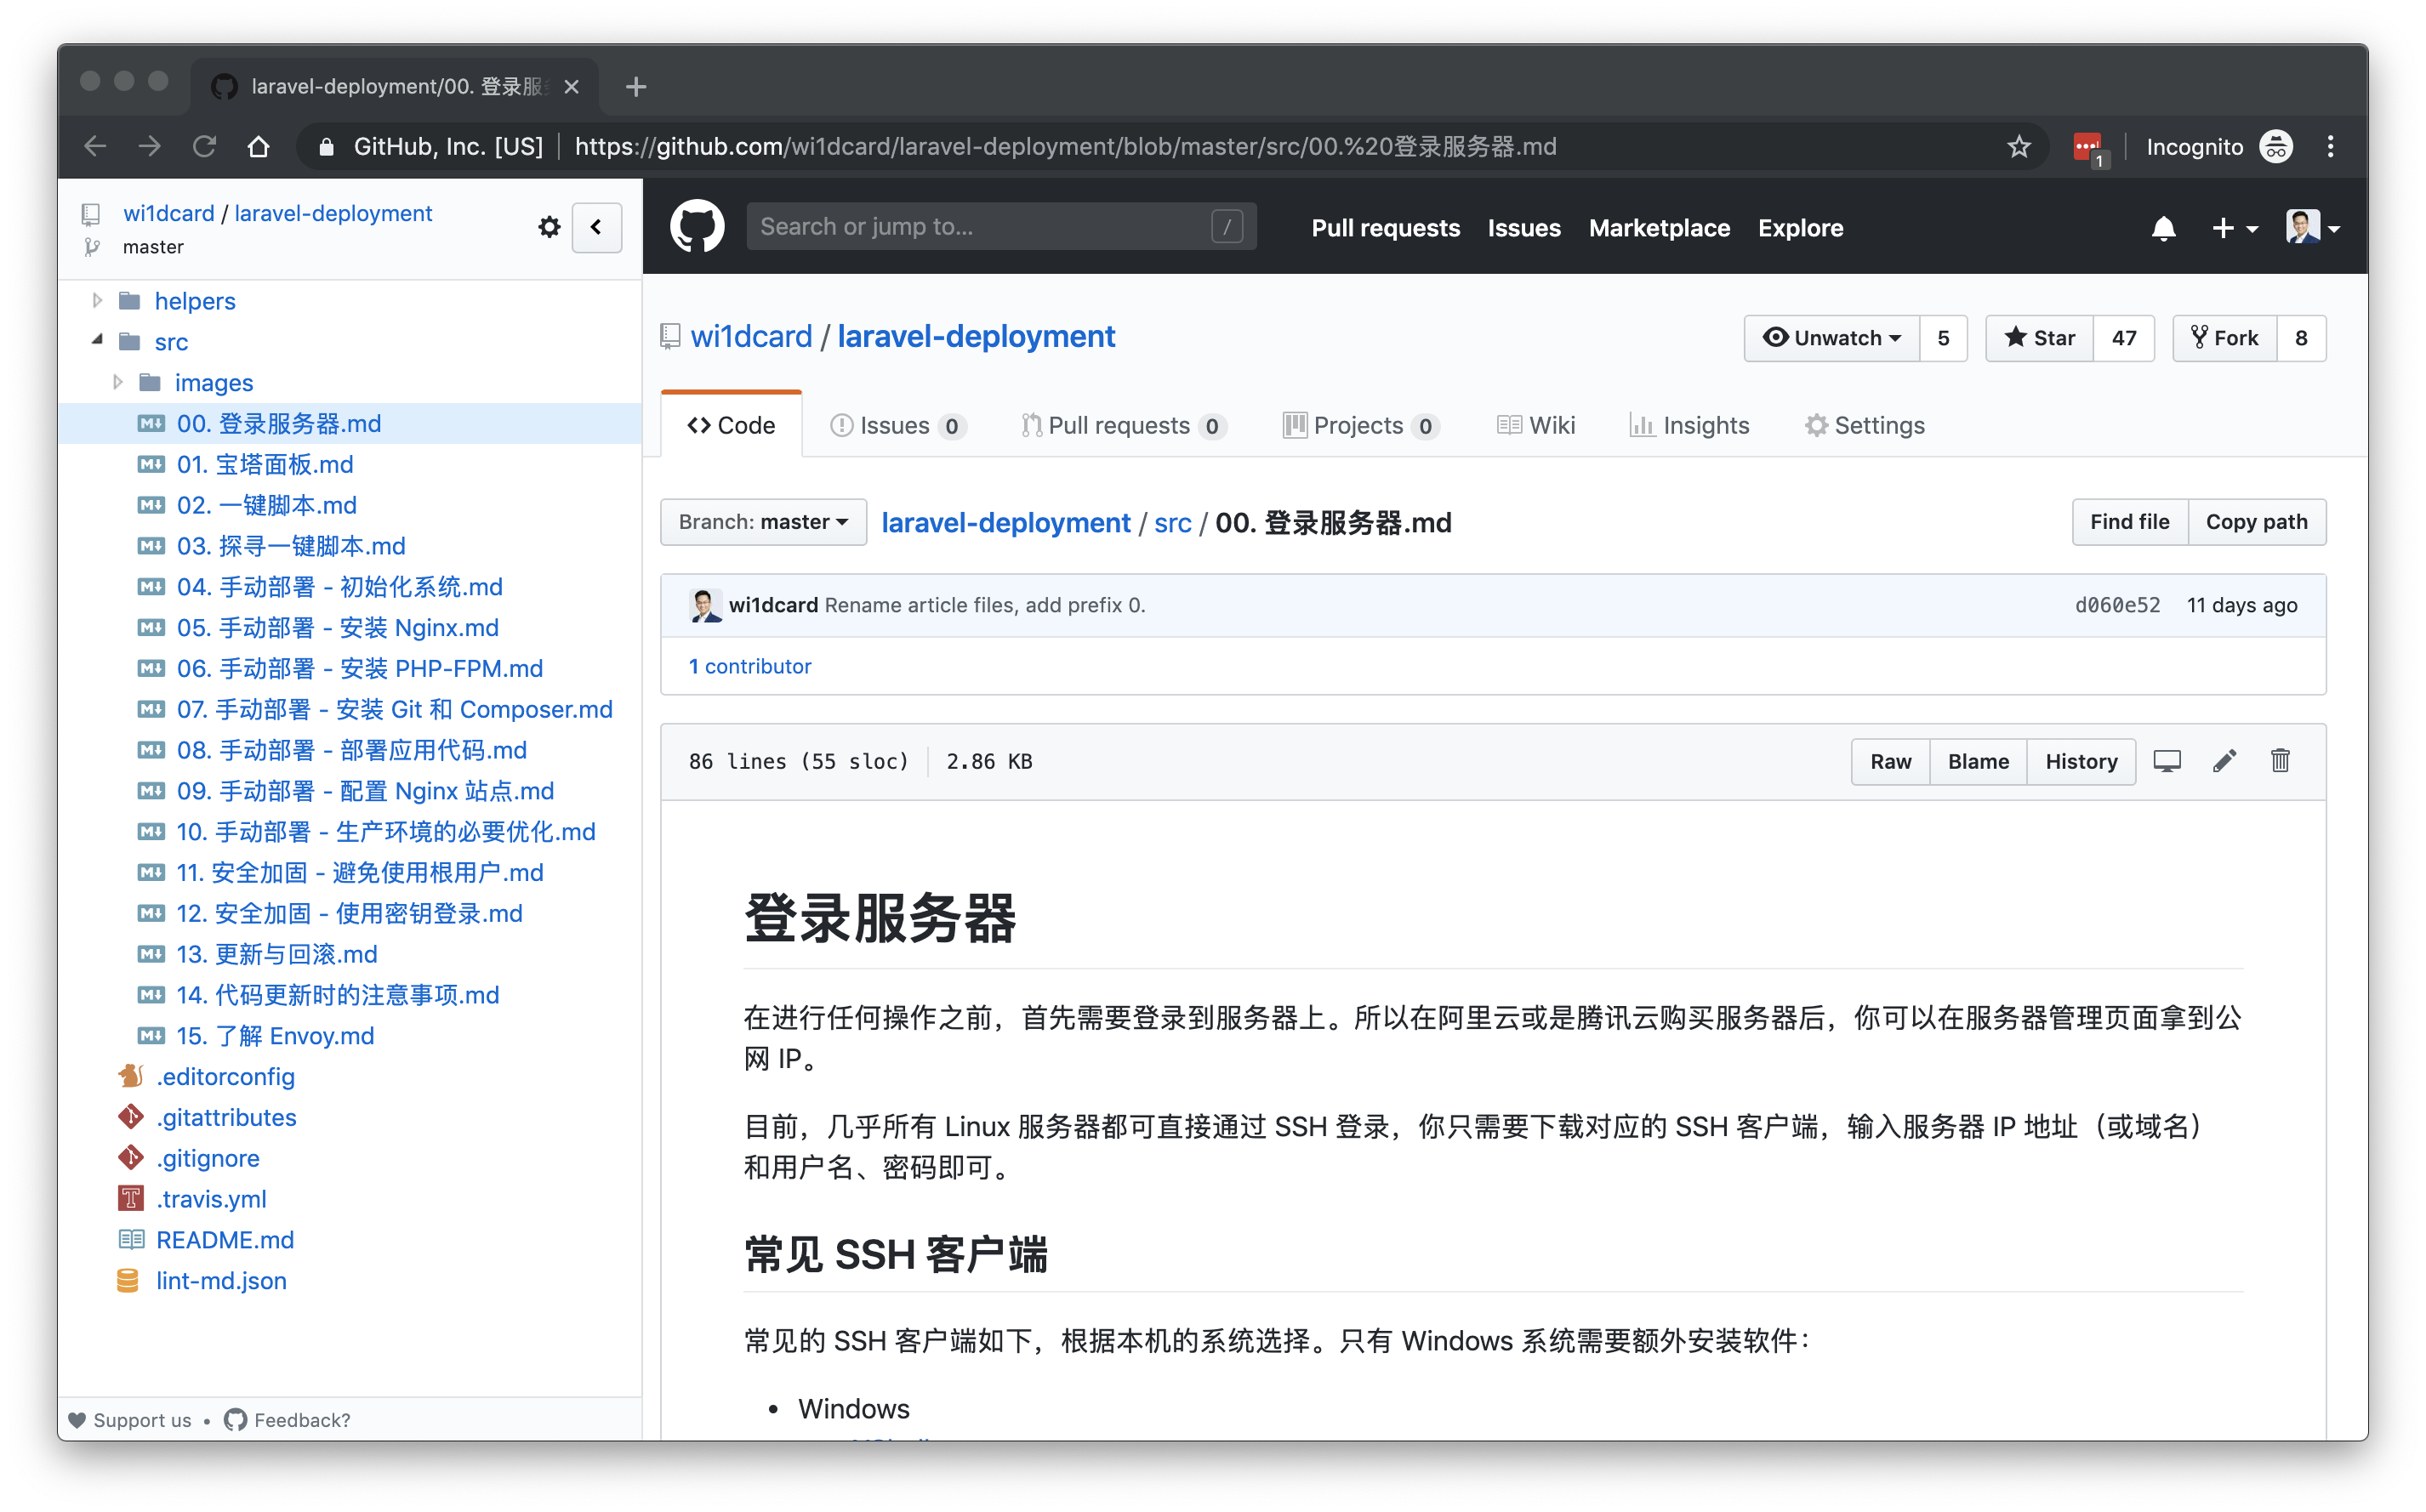 laravel-deployment/00. 登录服
GitHub, Inc. [US] https://github.com/wi1dcard/laravel-deployment/blob/master/src/00.%20登录服务器.md
1
Incognito
wi1dcard / laravel-deployment
master
helpers
src
images
00. 登录服务器.md
01. 宝塔面板.md
02. 一键脚本.md
03. 探寻一键脚本.md
04. 手动部署 - 初始化系统.md
05. 手动部署 - 安装 Nginx.md
06. 手动部署 - 安装 PHP-FPM.md
07. 手动部署 - 安装 Git 和 Composer.md
08. 手动部署 - 部署应用代码.md
09. 手动部署 - 配置 Nginx 站点.md
10. 手动部署 - 生产环境的必要优化.md
11. 安全加固 - 避免使用根用户.md
12. 安全加固 - 使用密钥登录.md
13. 更新与回滚.md
14. 代码更新时的注意事项.md
15. 了解 Envoy.md
.editorconfig
.gitattributes
.gitignore
.travis.yml
README.md
lint-md.json
Support us • Feedback?
Search or jump to... /
Pull requests Issues Marketplace Explore
wi1dcard / laravel-deployment
Unwatch 5 Star 47 Fork 8
Code Issues 0 Pull requests 0 Projects 0 Wiki Insights Settings
Branch: master laravel-deployment / src / 00. 登录服务器.md
Find file Copy path
wi1dcard Rename article files, add prefix 0. d060e52 11 days ago
1 contributor
86 lines (55 sloc) 2.86 KB
Raw Blame History
登录服务器
在进行任何操作之前，首先需要登录到服务器上。所以在阿里云或是腾讯云购买服务器后，你可以在服务器管理页面拿到公
网 IP。
目前，几乎所有 Linux 服务器都可直接通过 SSH 登录，你只需要下载对应的 SSH 客户端，输入服务器 IP 地址（或域名）
和用户名、密码即可。
常见 SSH 客户端
常见的 SSH 客户端如下，根据本机的系统选择。只有 Windows 系统需要额外安装软件：
• Windows